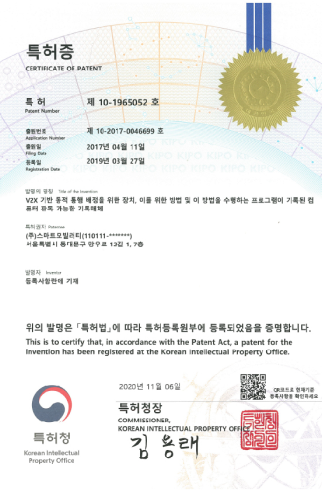 특허증
CERTIFICATE OF PATENT
특 허
Patent Number
제 10-1965052 호
출원번호
Application Number
제 10-2017-0046699 호
출원일
Filing Date
2017년 04월 11일
등록일
Registration Date
2019년 03월 27일
발명의 명칭 Title of the Invention
V2X 기반 동적 통행 배정을 위한 장치, 이를 위한 방법 및 이 방법을 수행하는 프로그램이 기록된 컴
퓨터 판독 가능한 기록매체
특허권자 Patentee
(주)스마트모빌리티(110111-*******)
서울특별시 동대문구 13길 1, 7층
발명자 Inventor
등록사항란에 기재
위의 발명은 「특허법」에 따라 특허등록원부에 등록되었음을 증명합니다.
This is to certify that, in accordance with the Patent Act, a patent for the
invention has been registered at the Korean Intellectual Property Office.
2020년 11월 06일
QR코드로 현재기준
등록사항을 확인하세요
특허청
Korean Intellectual
Property Office
특허청장
COMMISSIONER,
KOREAN INTELLECTUAL PROPERTY OFFICE
김용래